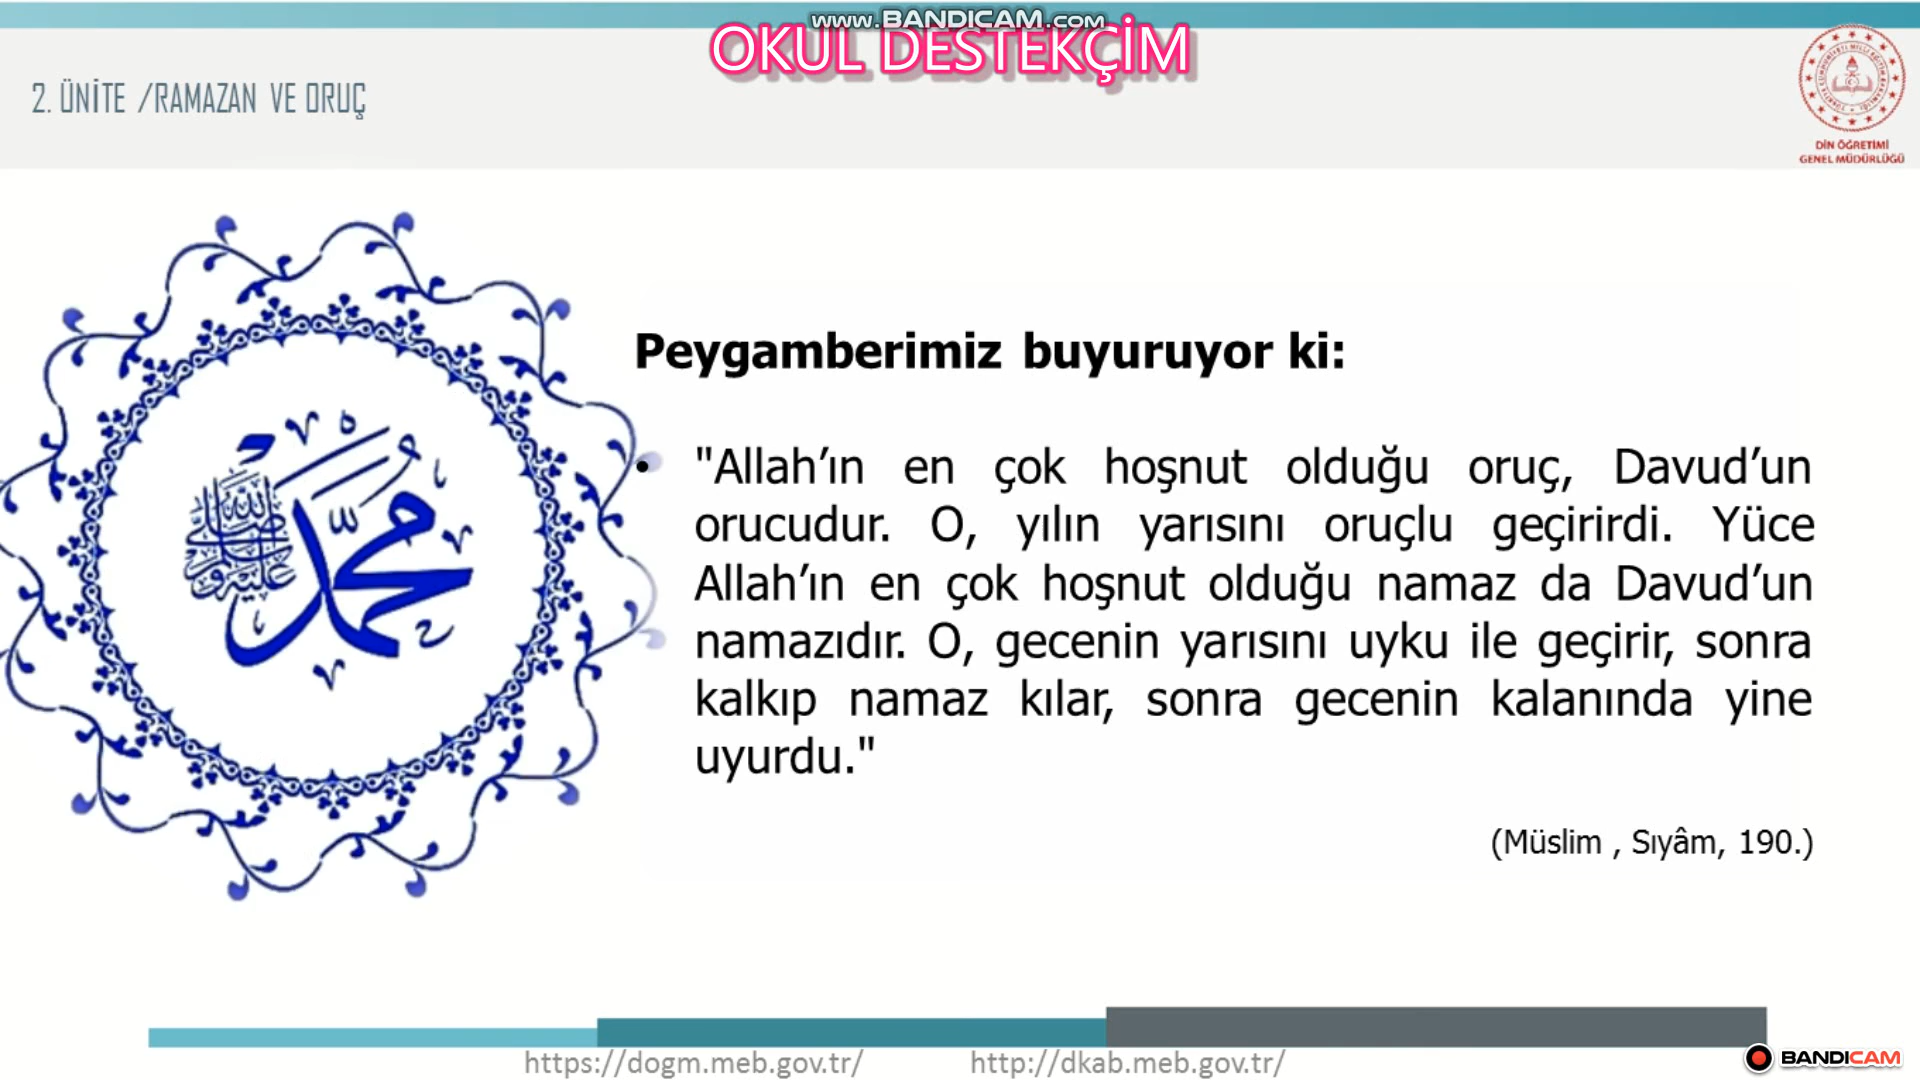 www.BANDICAM.COM
OKUL DESTEKÇİM
2. ÜNİTE /RAMAZAN VE ORUÇ
DİN ÖĞRETİMİ
GENEL MÜDÜRLÜĞÜ
محمد
Peygamberimiz buyuruyor ki:
• "Allah’ın en çok hoşnut olduğu oruç, Davud’un
orucudur. O, yılın yarısını oruçlu geçirirdi. Yüce
Allah’ın en çok hoşnut olduğu namaz da Davud’un
namazıdır. O, gecenin yarısını uyku ile geçirir, sonra
kalkıp namaz kılar, sonra gecenin kalanında yine
uyurdu."
(Müslim , Sıyâm, 190.)
https://dogm.meb.gov.tr/
http://dkab.meb.gov.tr/
BANDICAM